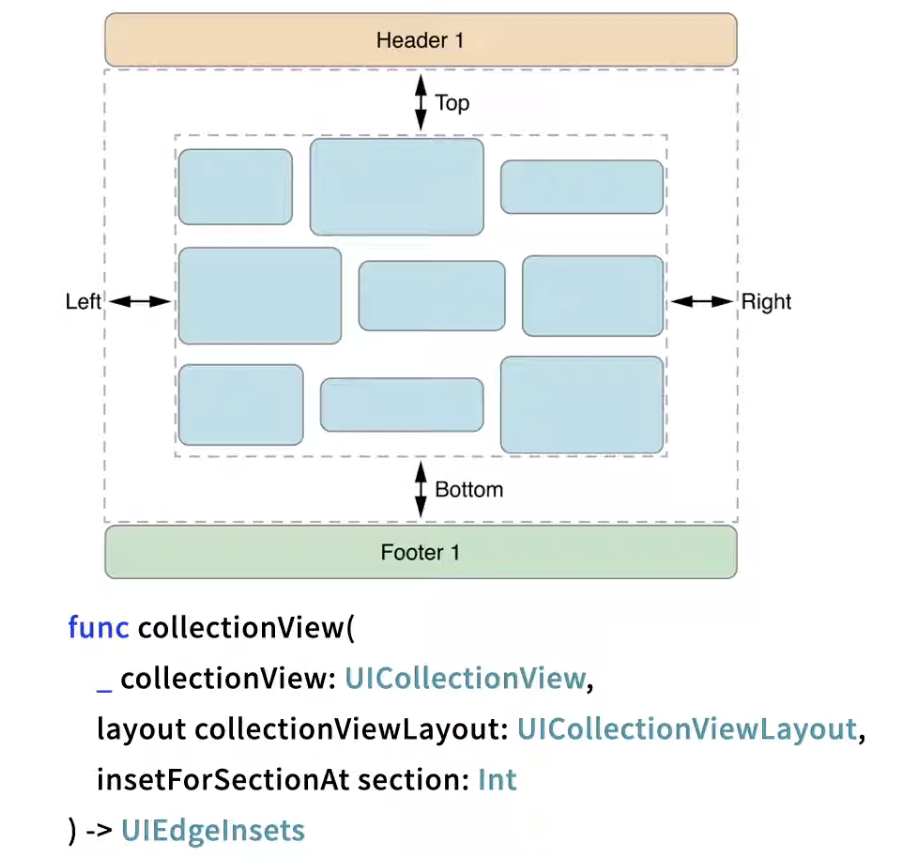 Header 1
Top
Left
Right
Bottom
Footer 1
func collectionView(
_ collectionView: UICollectionView,
layout collectionViewLayout: UICollectionViewLayout,
insetForSectionAt section: Int
) -> UIEdgeInsets